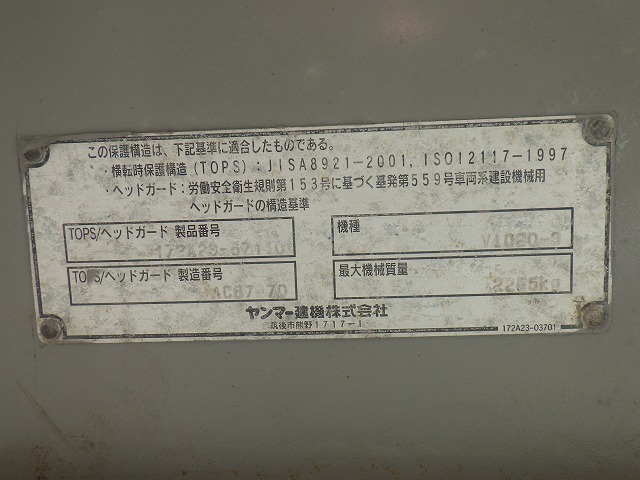 この保護構造は、下記基準に適合したものである。
・横転時保護構造(TOPS):JISA8921-2001,ISO12117-1997
・ヘッドガード:労働安全衛生規則第153号に基づく基発第559号車両系建設機械用
ヘッドガードの構造基準
TOPS/ヘッドガード 製品番号
機種
TOPS/ヘッドガード 製造番号
最大機械質量
ヤンマー建機株式会社
筑後市熊野1717-1
172A23-03701